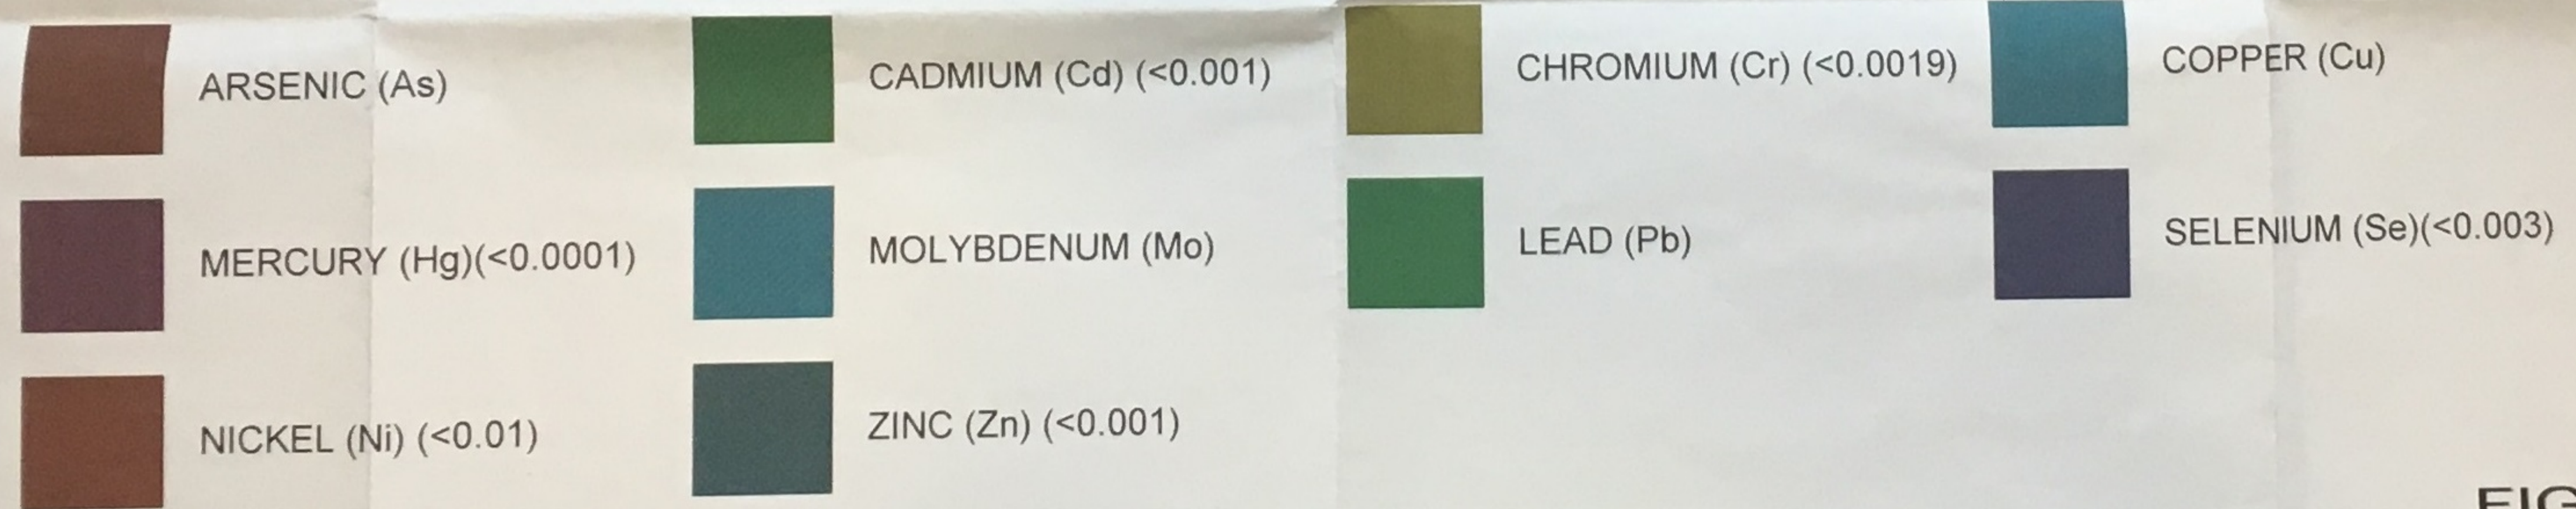 ARSENIC (As)
CADMIUM (Cd) (<0.001)
CHROMIUM (Cr) (<0.0019)
COPPER (Cu)
MERCURY (Hg)(<0.0001)
MOLYBDENUM (Mo)
LEAD (Pb)
SELENIUM (Se)(<0.003)
NICKEL (Ni) (<0.01)
ZINC (Zn) (<0.001)